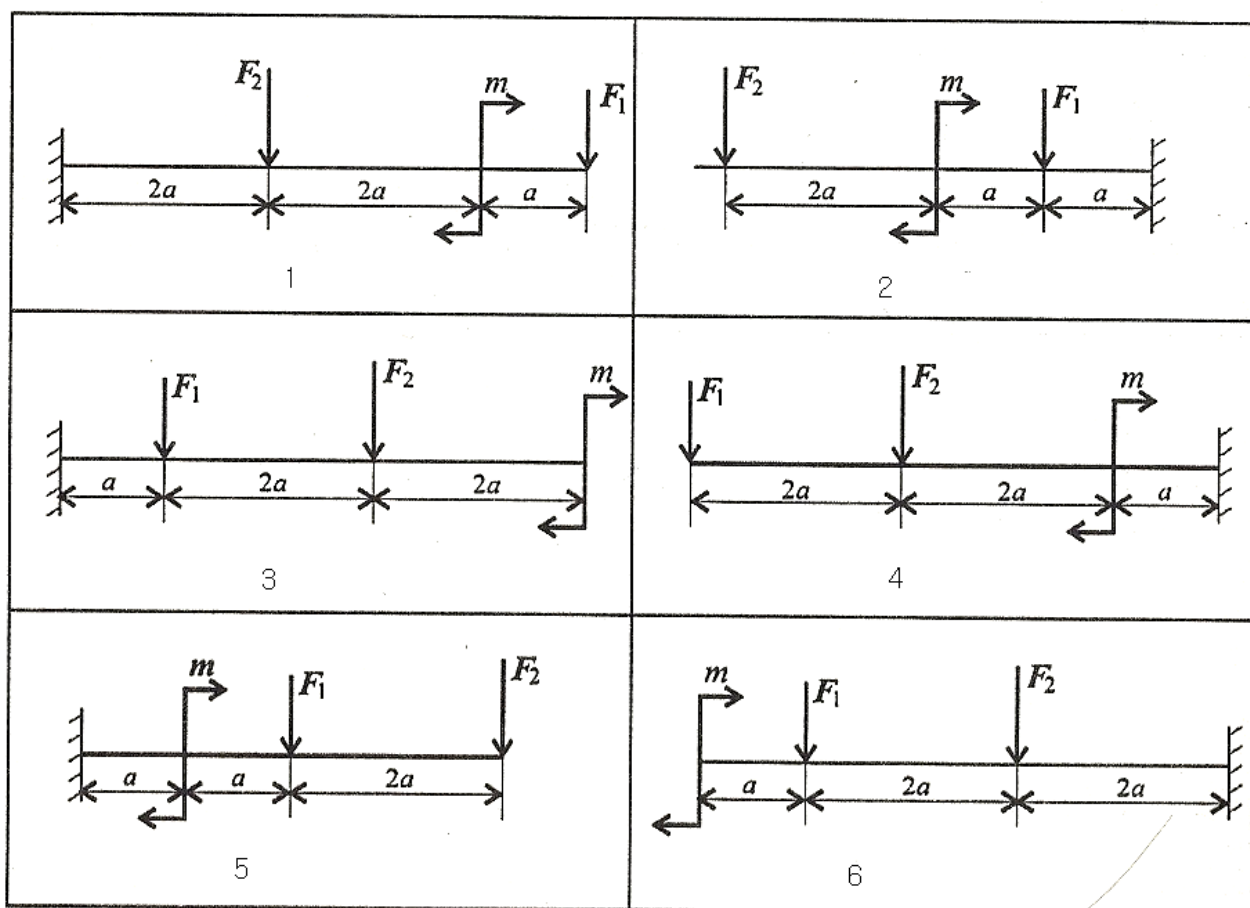 F₂ m F₁
2a 2a a
1
F₂ m F₁
2a a a
2
F₁ F₂ m
a 2a 2a
3
F₁ F₂ m
2a 2a a
4
m F₁ F₂
a a 2a
5
m F₁ F₂
a 2a 2a
6